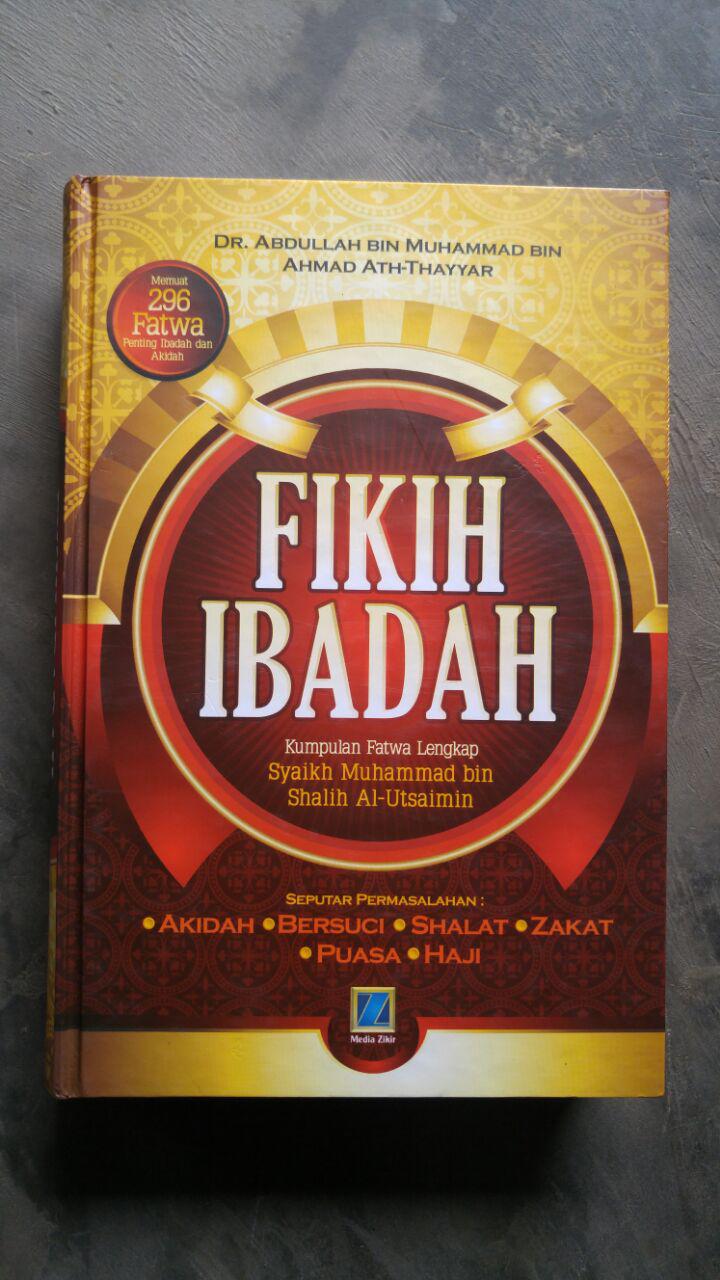 DR. ABDULLAH BIN MUHAMMAD BIN
AHMAD ATH-THAYYAR
Memuat
296
Fatwa
Penting Ibadah dan
Akidah
FIKIH
IBADAH
Kumpulan Fatwa Lengkap
Syaikh Muhammad bin
Shalih Al-Utsaimin
SEPUTAR PERMASALAHAN :
• AKIDAH • BERSUCI • SHALAT • ZAKAT
• PUASA • HAJI
Media Zikir